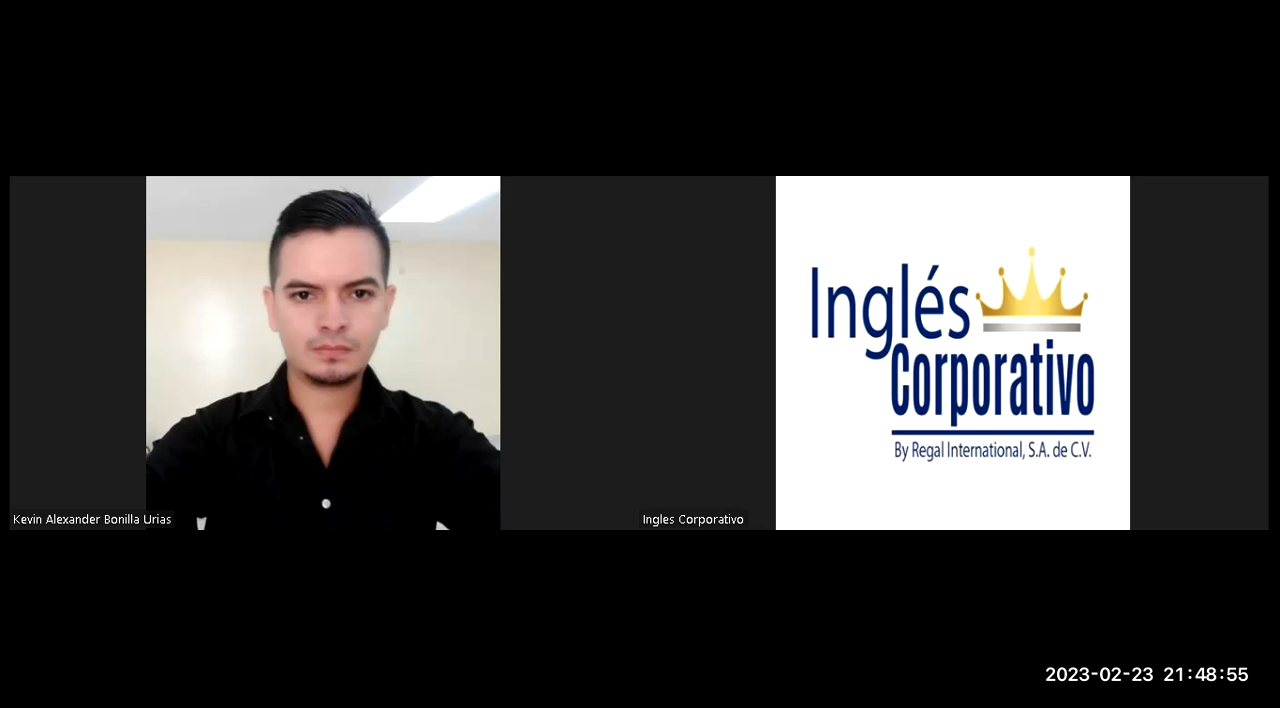 Inglés
Corporativo
By Regal International, S.A. de C.V.
Kevin Alexander Bonilla Urias
Ingles Corporativo
2023-02-23 21:48:55